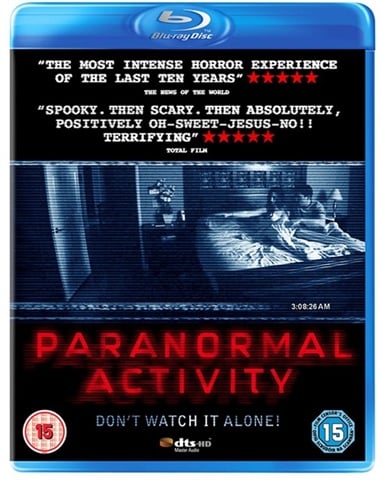 Blu-ray Disc
"THE MOST INTENSE HORROR EXPERIENCE
OF THE LAST TEN YEARS" ★★★★★
THE NEWS OF THE WORLD
"SPOOKY. THEN SCARY. THEN ABSOLUTELY,
POSITIVELY OH-SWEET-JESUS-NO!!
TERRIFYING" ★★★★★
TOTAL FILM
3:08:26AM
PARANORMAL
ACTIVITY
DON'T WATCH IT ALONE!
15
dts-HD
Master Audio
15